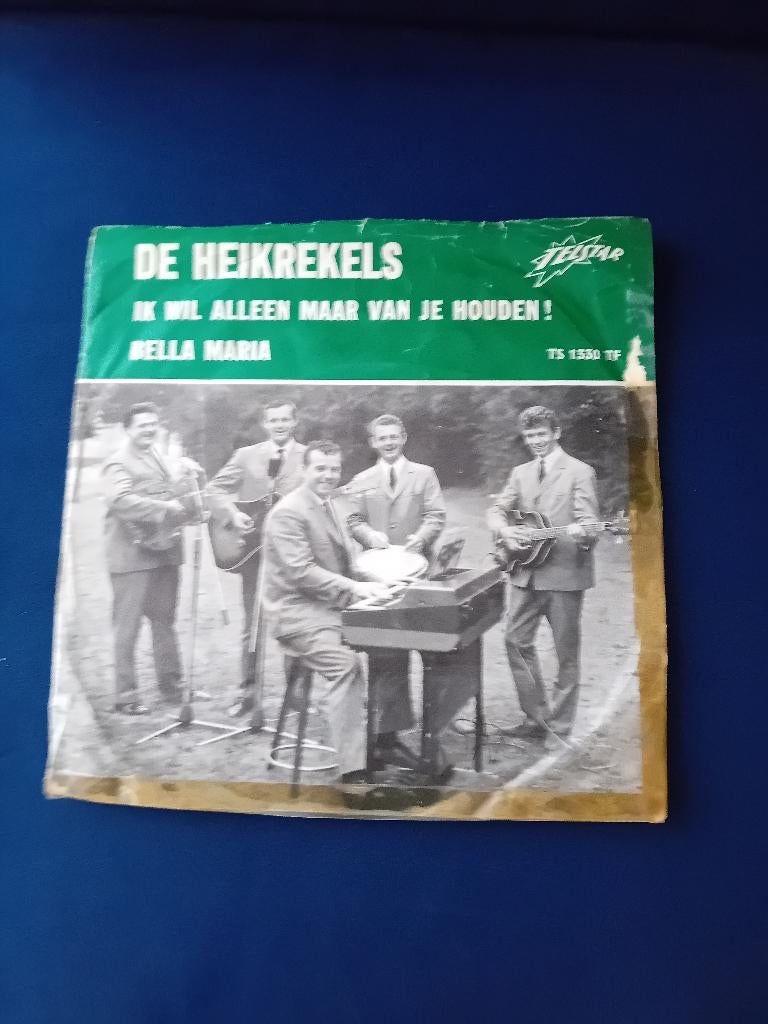 DE HEIKREKELS
TELSTAR
IK WIL ALLEEN MAAR VAN JE HOUDEN!
BELLA MARIA
TS 1330 TF